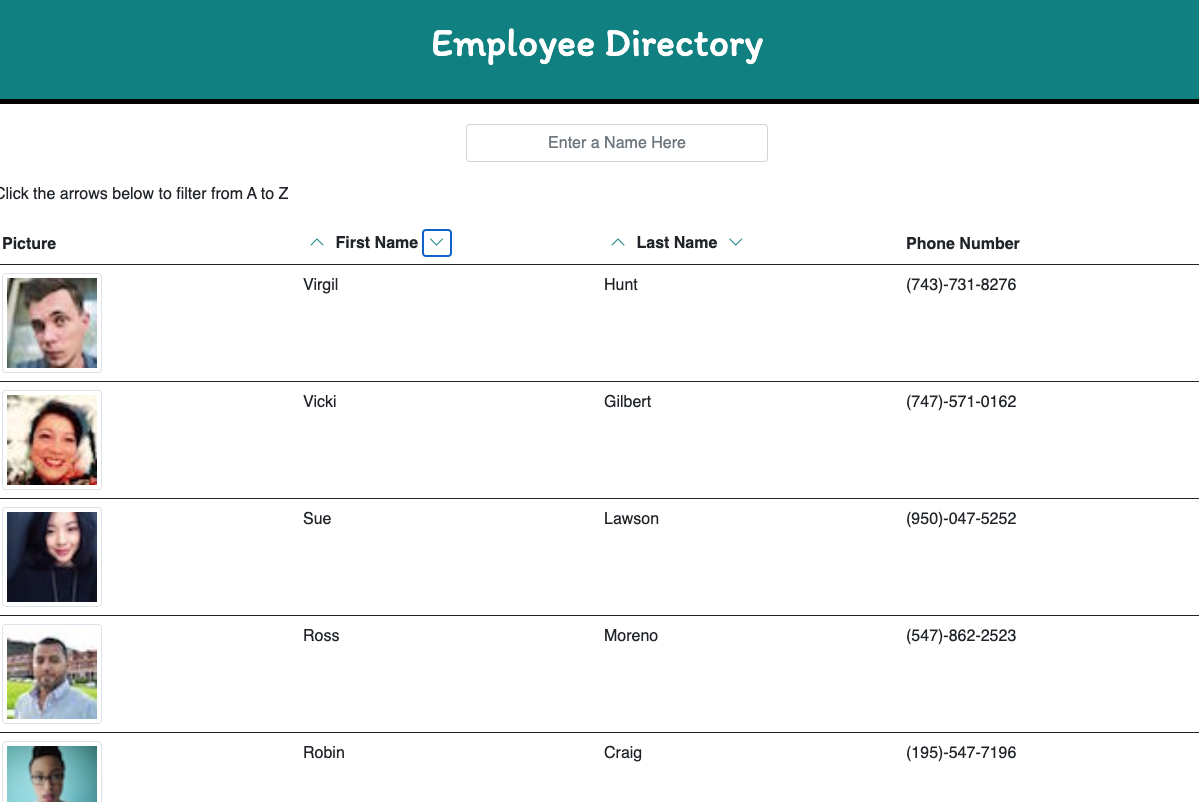 Employee Directory
Enter a Name Here
Click the arrows below to filter from A to Z
Picture First Name Last Name Phone Number
Virgil Hunt (743)-731-8276
Vicki Gilbert (747)-571-0162
Sue Lawson (950)-047-5252
Ross Moreno (547)-862-2523
Robin Craig (195)-547-7196